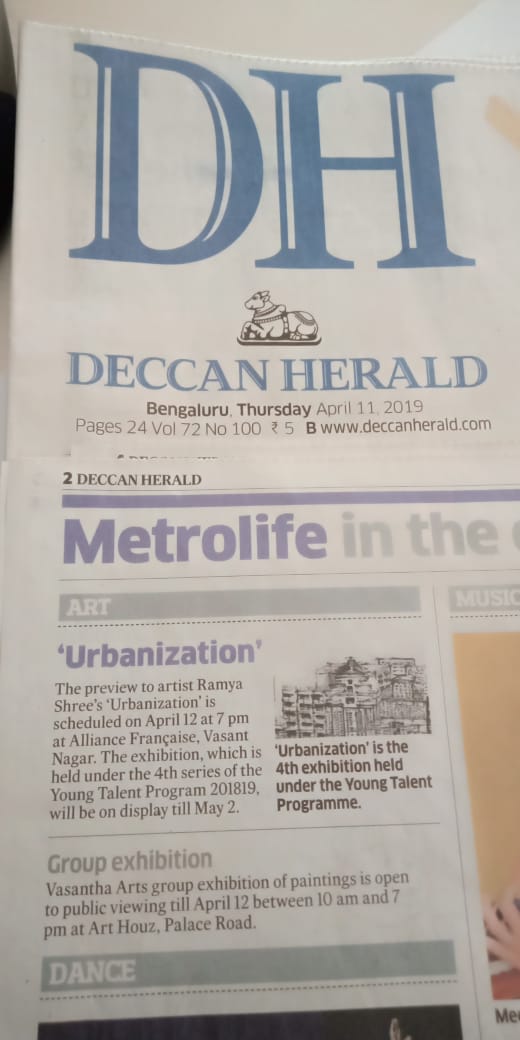 DH
DECCAN HERALD
Bengaluru, Thursday April 11, 2019
Pages 24 Vol 72 No 100 ₹ 5 B www.deccanherald.com
2 DECCAN HERALD
Metrolife in the
ART
‘Urbanization’
The preview to artist Ramya
Shree’s ‘Urbanization’ is
scheduled on April 12 at 7 pm
at Alliance Française, Vasant
Nagar. The exhibition, which is
held under the 4th series of the
Young Talent Program 201819,
will be on display till May 2.
‘Urbanization’ is the
4th exhibition held
under the Young Talent
Programme.
Group exhibition
Vasantha Arts group exhibition of paintings is open
to public viewing till April 12 between 10 am and 7
pm at Art Houz, Palace Road.
DANCE
MUSIC